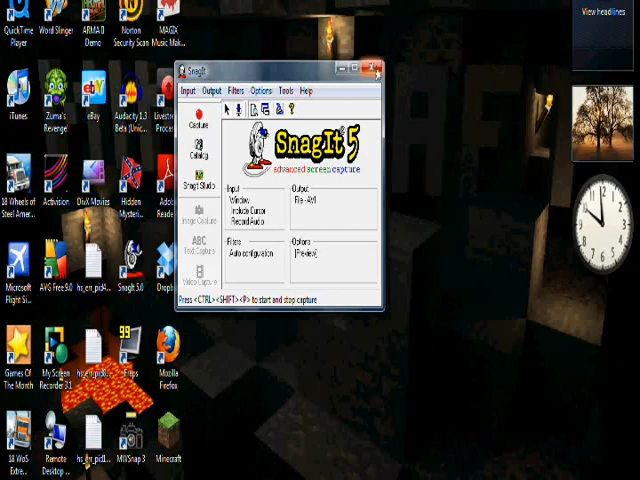 QuickTime Player
Word Slinger
ARMA II Demo
Norton Security Scan
MAGIX Music Mak...
View headlines
SnagIt
Input Output Filters Options Tools Help
iTunes
Zuma's Revenge
eBay
Audacity 1.3 Beta (Unic...
Capture
Catalog
SnagIt Studio
Image Capture
ABC
Text Capture
Video Capture
SnagIt 5
advanced screen capture
Input
Window
Include Cursor
Record Audio
Output
File - AVI
Filters
Auto configuration
Options
[Preview]
Press <CTRL><SHIFT><P> to start and stop capture
18 Wheels of Steel Amer...
Activision
DivX Movies
Hidden Mysteri...
Microsoft Flight Si...
AVG Free 9.0
hs_err_pid4...
SnagIt 5.0
Games Of The Month
My Screen Recorder 3.1
hs_err_pid8...
99
Fraps
Mozilla Firefox
18 WoS Extre...
Remote Desktop ...
hs_err_pid1...
MWSnap 3
Minecraft